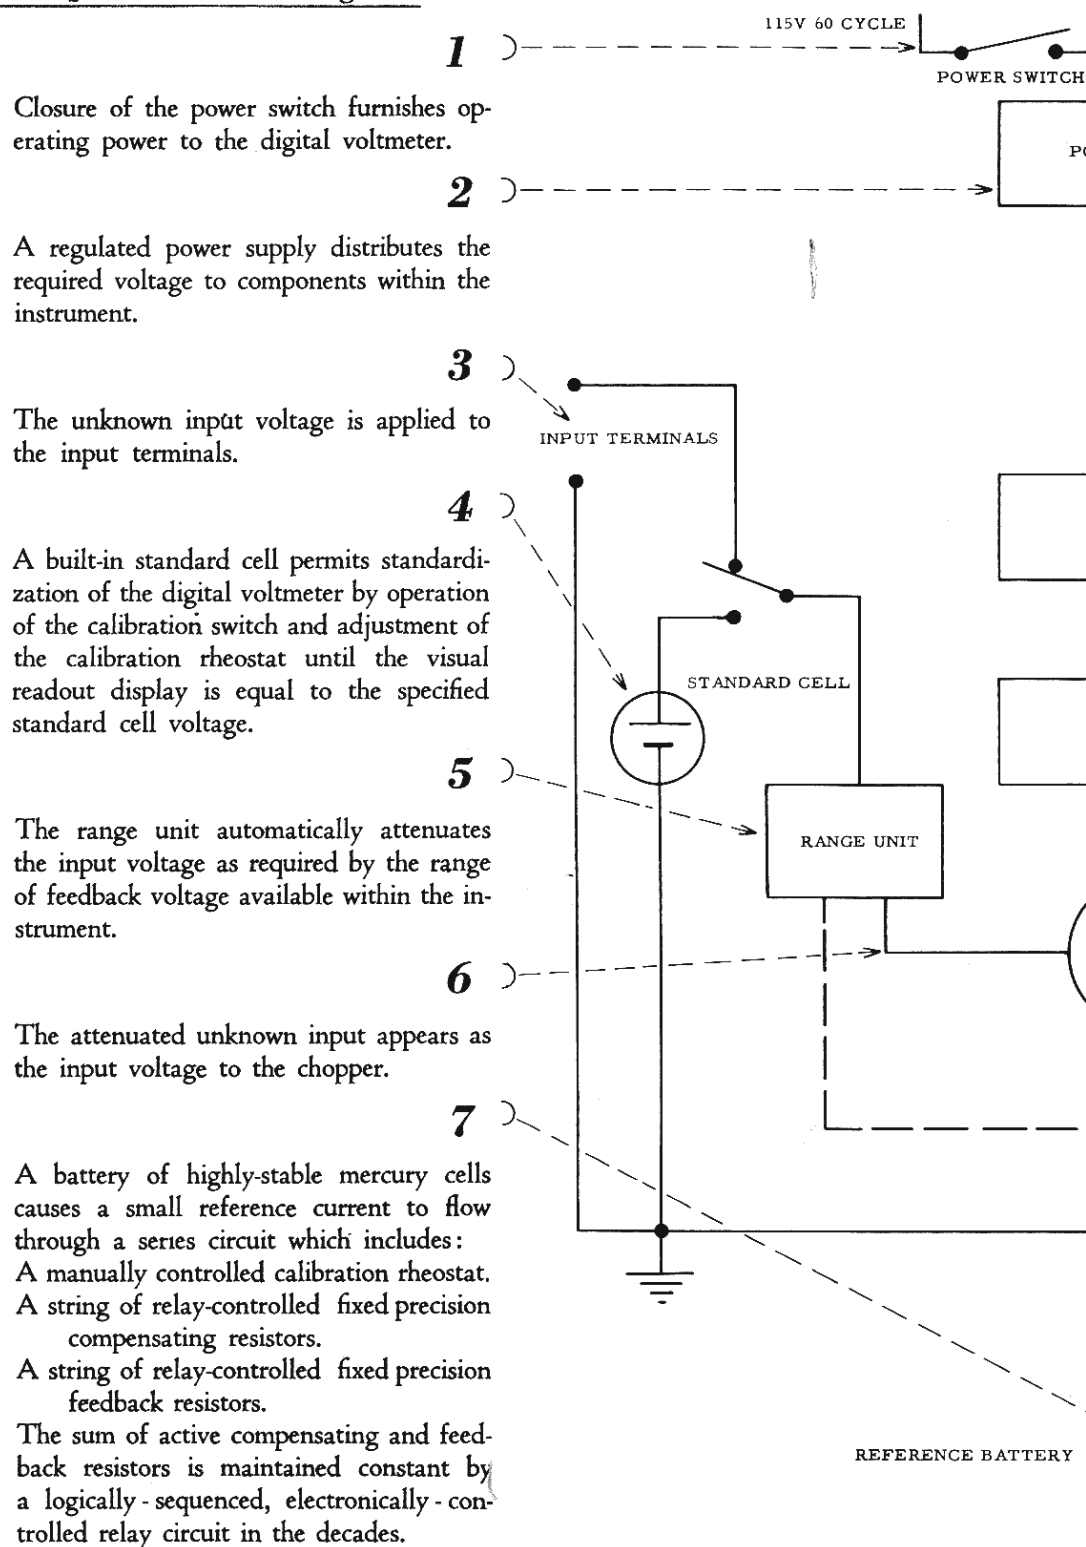 1
115V 60 CYCLE
POWER SWITCH
Closure of the power switch furnishes op-
erating power to the digital voltmeter.
2
A regulated power supply distributes the
required voltage to components within the
instrument.
3
The unknown input voltage is applied to
the input terminals.
INPUT TERMINALS
4
A built-in standard cell permits standardi-
zation of the digital voltmeter by operation
of the calibration switch and adjustment of
the calibration rheostat until the visual
readout display is equal to the specified
standard cell voltage.
STANDARD CELL
5
The range unit automatically attenuates
the input voltage as required by the range
of feedback voltage available within the in-
strument.
RANGE UNIT
6
The attenuated unknown input appears as
the input voltage to the chopper.
7
A battery of highly-stable mercury cells
causes a small reference current to flow
through a series circuit which includes:
A manually controlled calibration rheostat.
A string of relay-controlled fixed precision
compensating resistors.
A string of relay-controlled fixed precision
feedback resistors.
The sum of active compensating and feed-
back resistors is maintained constant by
a logically - sequenced, electronically - con-
trolled relay circuit in the decades.
REFERENCE BATTERY